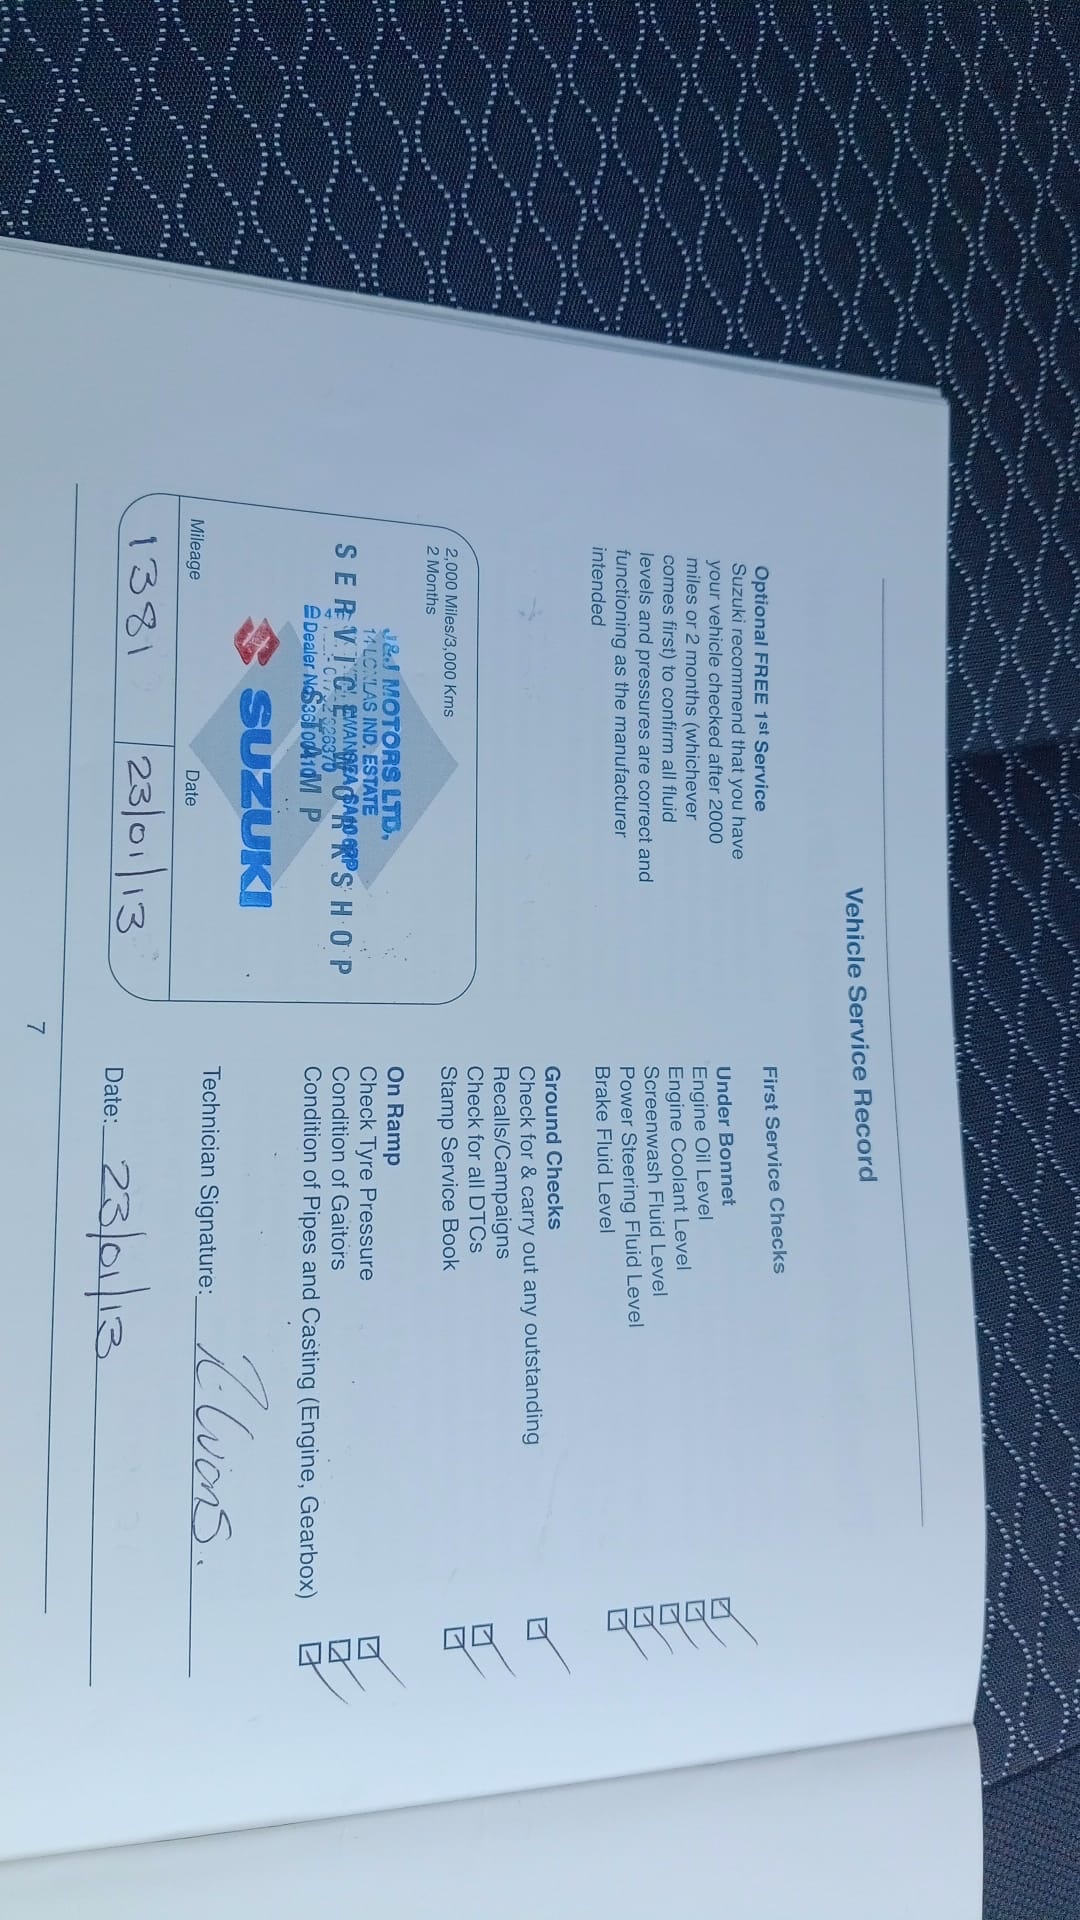 Vehicle Service Record
Optional FREE 1st Service
Suzuki recommend that you have
your vehicle checked after 2000
miles or 2 months (whichever
comes first) to confirm all fluid
levels and pressures are correct and
functioning as the manufacturer
intended
2,000 Miles/3,000 Kms
2 Months
J&J MOTORS LTD,
IND. ESTATE
SERVICE WORKSHOP
STAMP
Dealer No.
SUZUKI
Mileage
Date
1381
23/01/13
First Service Checks
Under Bonnet
Engine Oil Level
Engine Coolant Level
Screenwash Fluid Level
Power Steering Fluid Level
Brake Fluid Level
Ground Checks
Check for & carry out any outstanding
Recalls/Campaigns
Check for all DTCs
Stamp Service Book
On Ramp
Check Tyre Pressure
Condition of Gaitors
Condition of Pipes and Casting (Engine, Gearbox)
Technician Signature:
Date: 23/01/13
7